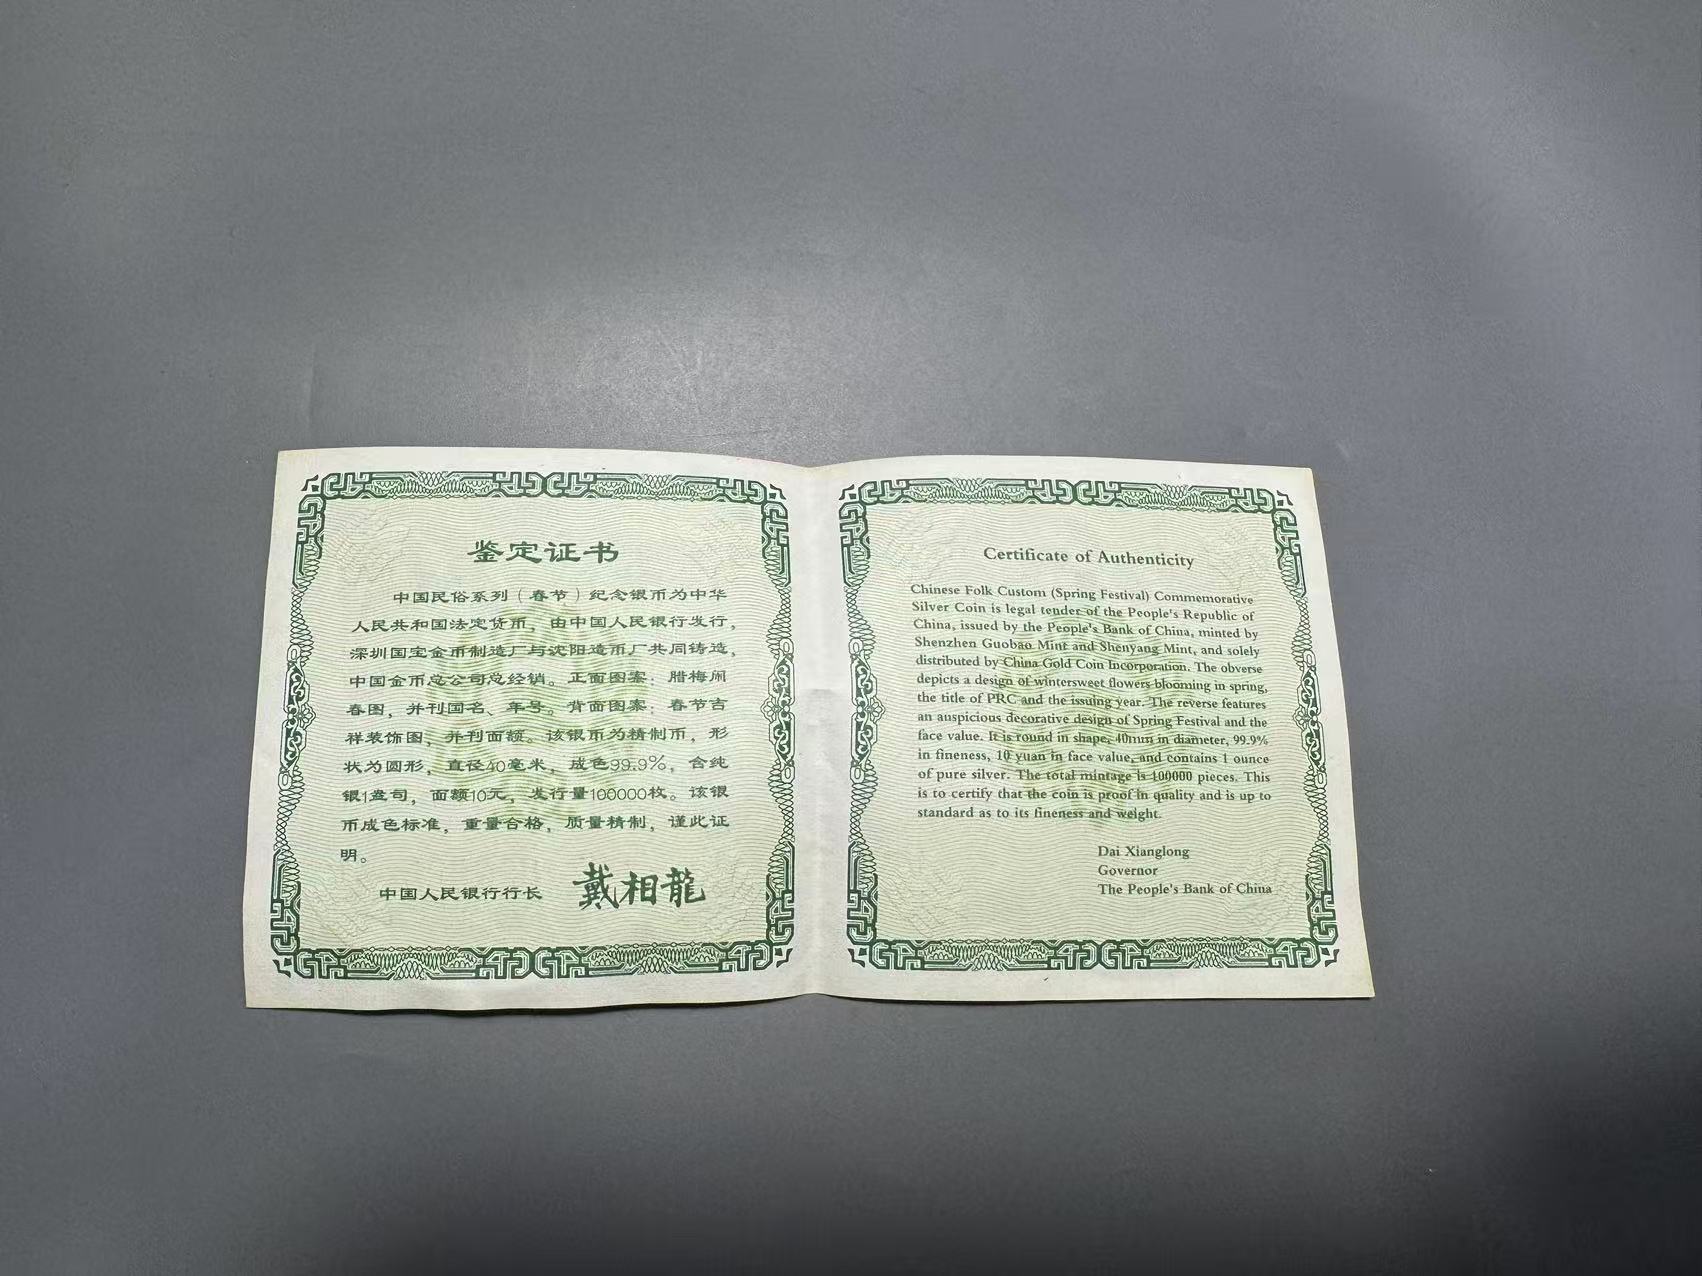 鉴定证书
中国民俗系列（春节）纪念银币为中华
人民共和国法定货币，由中国人民银行发行，
深圳国宝金币制造厂与沈阳造币厂共同铸造，
中国金币总公司总经销。正面图案：腊梅闹
春图，并刊国名、年号。背面图案：春节吉
祥装饰图，并刊面额。该银币为精制币，形
状为圆形，直径40毫米，成色99.9%，含纯
银1盎司，面额10元，发行量100000枚。该银
币成色标准，重量合格，质量精制，谨此证
明。
中国人民银行行长 戴相龍
Certificate of Authenticity
Chinese Folk Custom (Spring Festival) Commemorative
Silver Coin is legal tender of the People's Republic of
China, issued by the People's Bank of China, minted by
Shenzhen Guobao Mint and Shenyang Mint, and solely
distributed by China Gold Coin Incorporation. The obverse
depicts a design of wintersweet flowers blooming in spring,
the title of PRC and the issuing year. The reverse features
an auspicious decorative design of Spring Festival and the
face value. It is round in shape, 40mm in diameter, 99.9%
in fineness, 10 yuan in face value, and contains 1 ounce
of pure silver. The total mintage is 100000 pieces. This
is to certify that the coin is proof in quality and is up to
standard as to its fineness and weight.
Dai Xianglong
Governor
The People's Bank of China